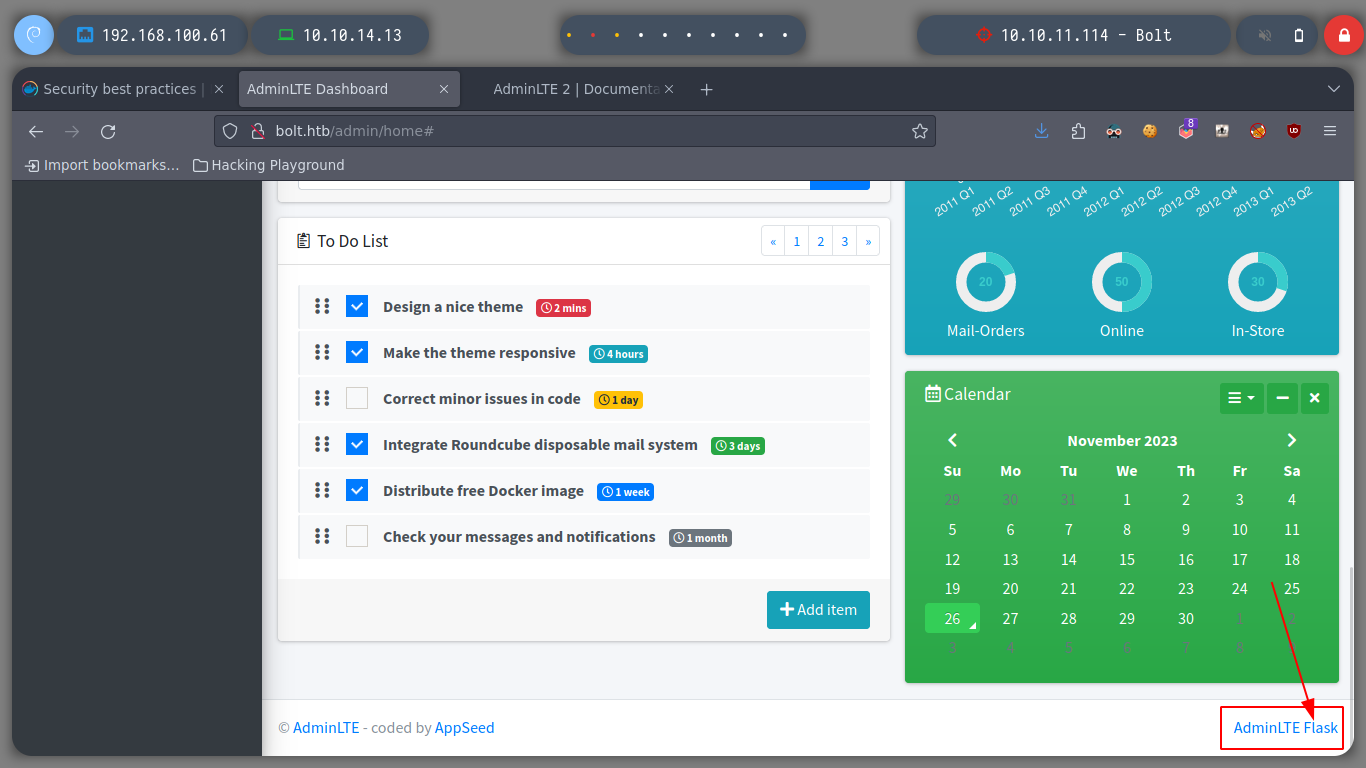 192.168.100.61
10.10.14.13
10.10.11.114 - Bolt
Security best practices |
AdminLTE Dashboard
AdminLTE 2 | Documenta
bolt.htb/admin/home#
8
Import bookmarks...
Hacking Playground
2011 Q1 2011 Q2 2011 Q3 2011 Q4 2012 Q1 2012 Q2 2012 Q3 2012 Q4 2013 Q1 2013 Q2
To Do List
« 1 2 3 »
20 50 30
Mail-Orders Online In-Store
Design a nice theme 2 mins
Make the theme responsive 4 hours
Correct minor issues in code 1 day
Integrate Roundcube disposable mail system 3 days
Distribute free Docker image 1 week
Check your messages and notifications 1 month
Add item
Calendar
November 2023
Su Mo Tu We Th Fr Sa
29 30 31 1 2 3 4
5 6 7 8 9 10 11
12 13 14 15 16 17 18
19 20 21 22 23 24 25
26 27 28 29 30 1 2
3 4 5 6 7 8
© AdminLTE - coded by AppSeed
AdminLTE Flask